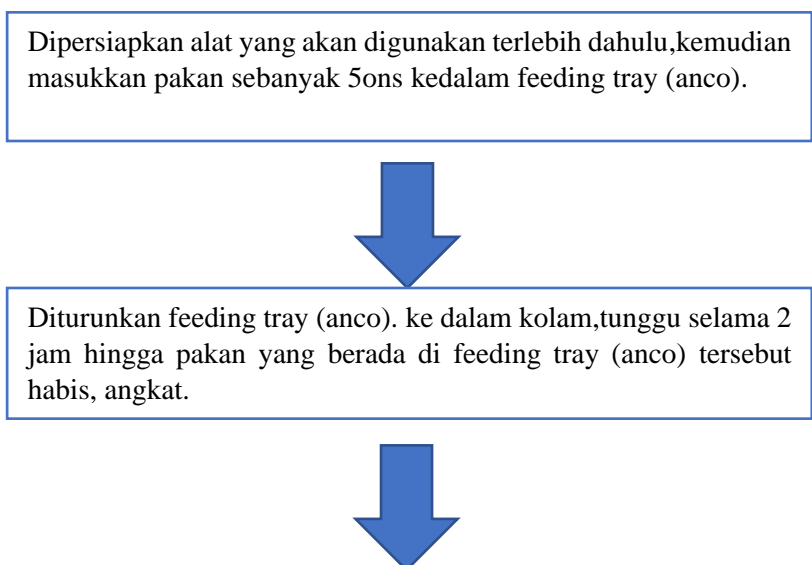 Dipersiapkan alat yang akan digunakan terlebih dahulu,kemudian
masukkan pakan sebanyak 5ons kedalam feeding tray (anco).
Diturunkan feeding tray (anco). ke dalam kolam,tunggu selama 2
jam hingga pakan yang berada di feeding tray (anco) tersebut
habis, angkat.